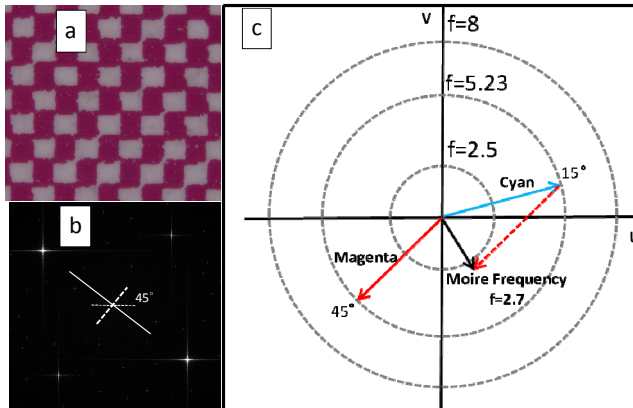 a
b
45°
c
V
f=8
f=5.23
f=2.5
15°
Cyan
U
Magenta
45°
Moire Frequency
f=2.7